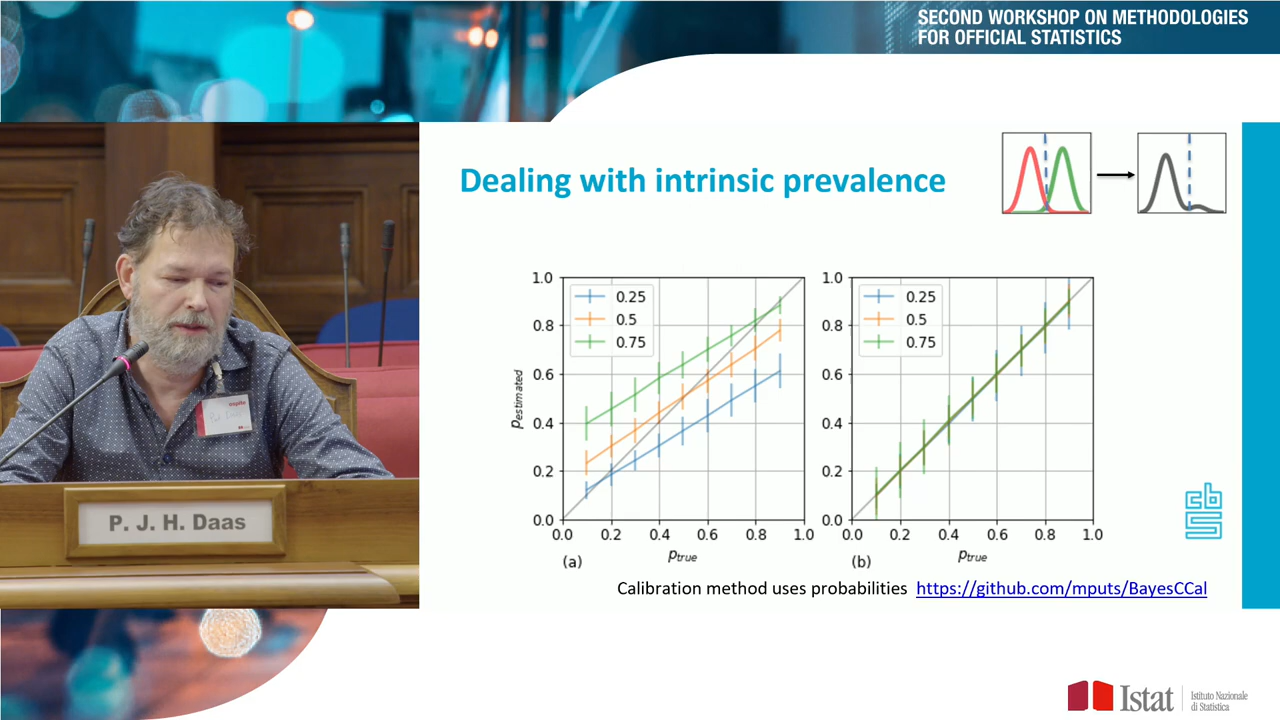 SECOND WORKSHOP ON METHODOLOGIES
FOR OFFICIAL STATISTICS
Dealing with intrinsic prevalence
1.0
0.8
0.6
0.4
0.2
0.0
0.25
0.5
0.75
Pestimated
0.0 0.2 0.4 0.6 0.8 1.0
(a)
Ptrue
1.0
0.8
0.6
0.4
0.2
0.0
0.25
0.5
0.75
0.0 0.2 0.4 0.6 0.8 1.0
(b)
Ptrue
Calibration method uses probabilities https://github.com/mputs/BayesCCal
cbs
P. J. H. Daas
Istat
Istituto Nazionale
di Statistica